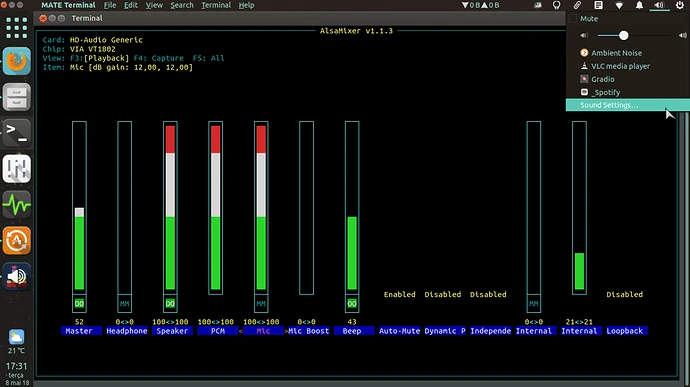 MATE Terminal File Edit View Search Terminal Help 0 B 0 B
Terminal
AlsaMixer v1.1.3
Card: HD-Audio Generic
Chip: VIA VT1802
View: F3:[Playback] F4: Capture F5: All
Item: Mic [dB gain: 12,00, 12,00]
Mute
Ambient Noise
VLC media player
Gradio
_Spotify
Sound Settings...
Enabled Disabled Disabled Disabled
OO MM OO MM OO MM
52 0<>0 100<>100 100<>100 100<>100 0<>0 43 0<>0 21<>21
Master Headphone Speaker PCM < Mic >Mic Boost Beep Auto-Mute Dynamic P Independe Internal Internal Loopback
21 °C
17:31
terça
8 mai 18